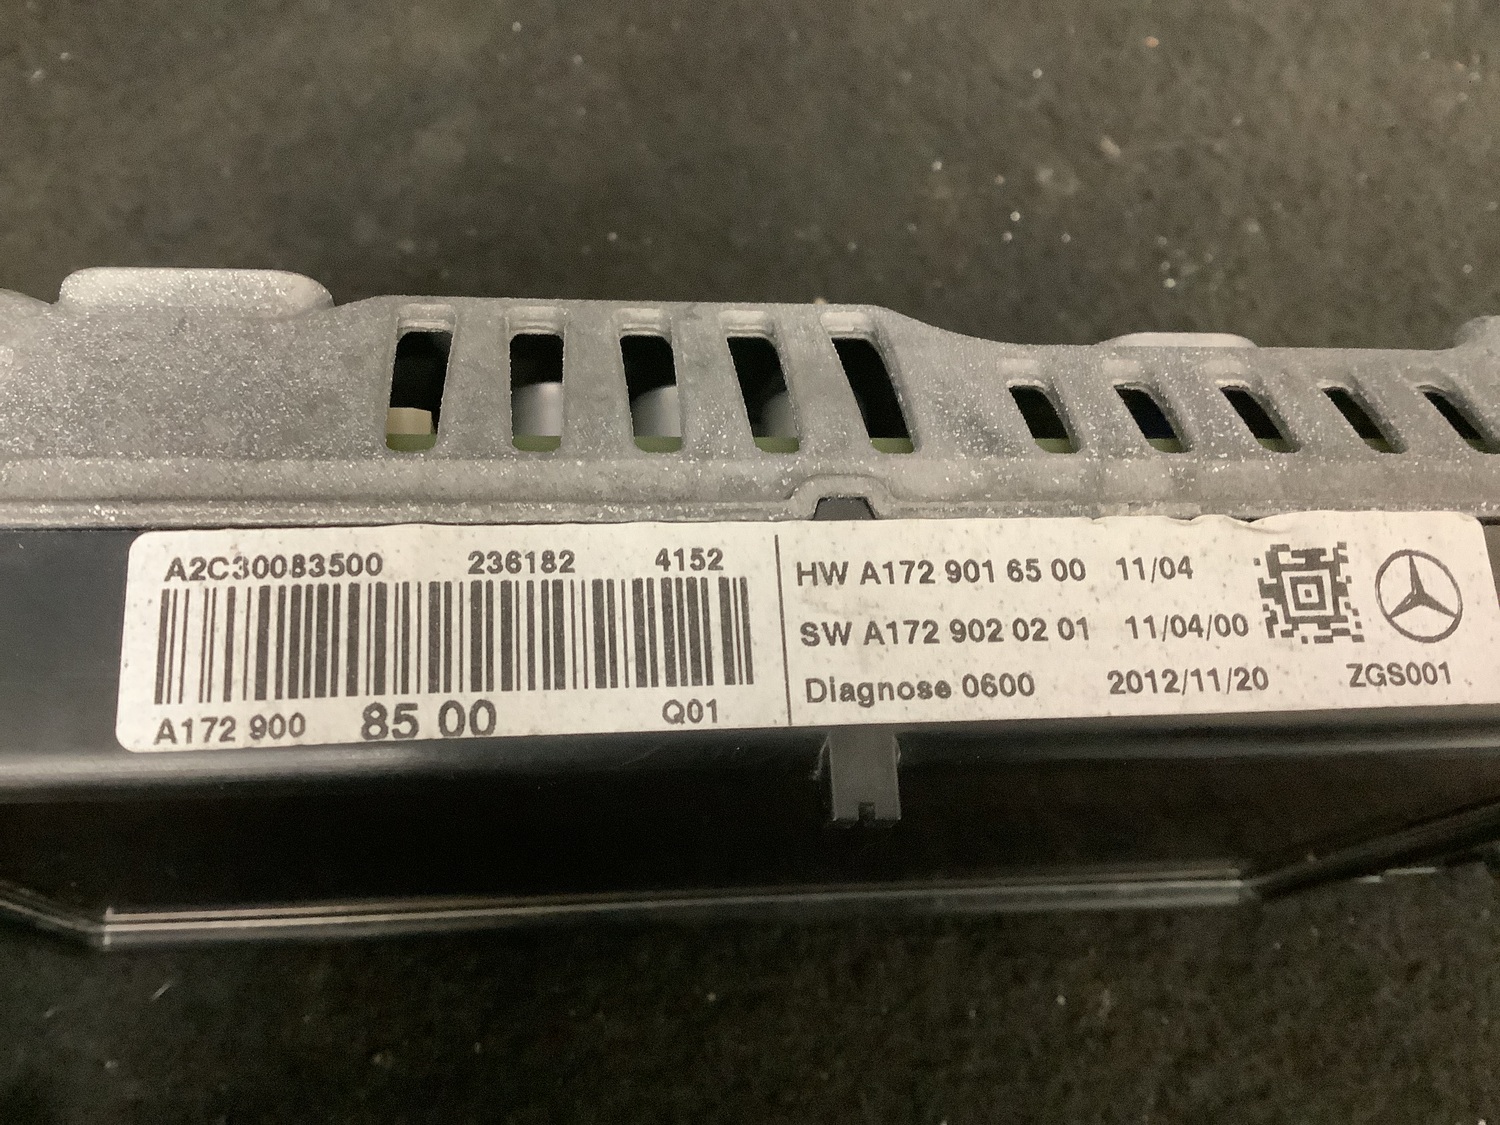 A2C30083500 236182 4152
A172 900 85 00 Q01
HW A172 901 65 00 11/04
SW A172 902 02 01 11/04/00
Diagnose 0600 2012/11/20 ZGS001